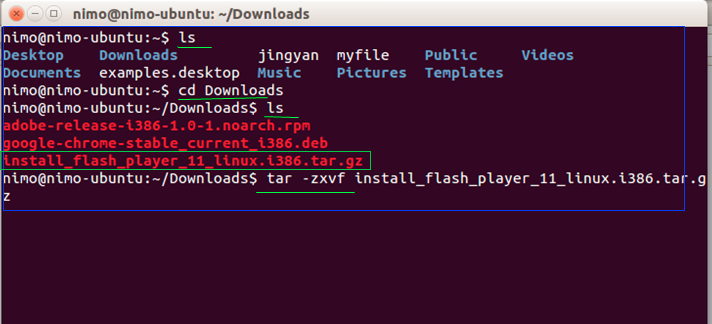 nimo@nimo-ubuntu: ~/Downloads
nimo@nimo-ubuntu:~$ ls
Desktop Downloads jingyan myfile Public Videos
Documents examples.desktop Music Pictures Templates
nimo@nimo-ubuntu:~$ cd Downloads
nimo@nimo-ubuntu:~/Downloads$ ls
adobe-release-i386-1.0-1.noarch.rpm
google-chrome-stable_current_i386.deb
install_flash_player_11_linux.i386.tar.gz
nimo@nimo-ubuntu:~/Downloads$ tar -zxvf install_flash_player_11_linux.i386.tar.g
z